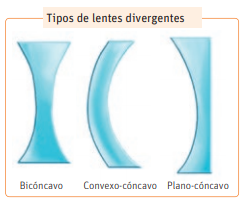 Tipos de lentes divergentes
Bicóncavo Convexo-cóncavo Plano-cóncavo